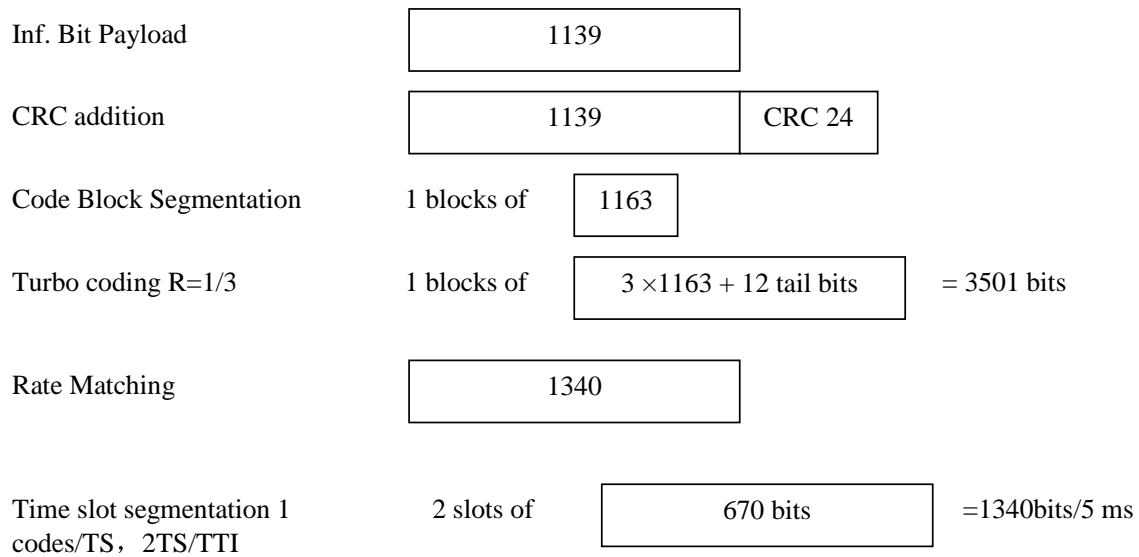 Inf. Bit Payload 1139
CRC addition 1139 CRC 24
Code Block Segmentation 1 blocks of 1163
Turbo coding R=1/3 1 blocks of 3 ×1163 + 12 tail bits = 3501 bits
Rate Matching 1340
Time slot segmentation 1 2 slots of 670 bits =1340bits/5 ms
codes/TS，2TS/TTI